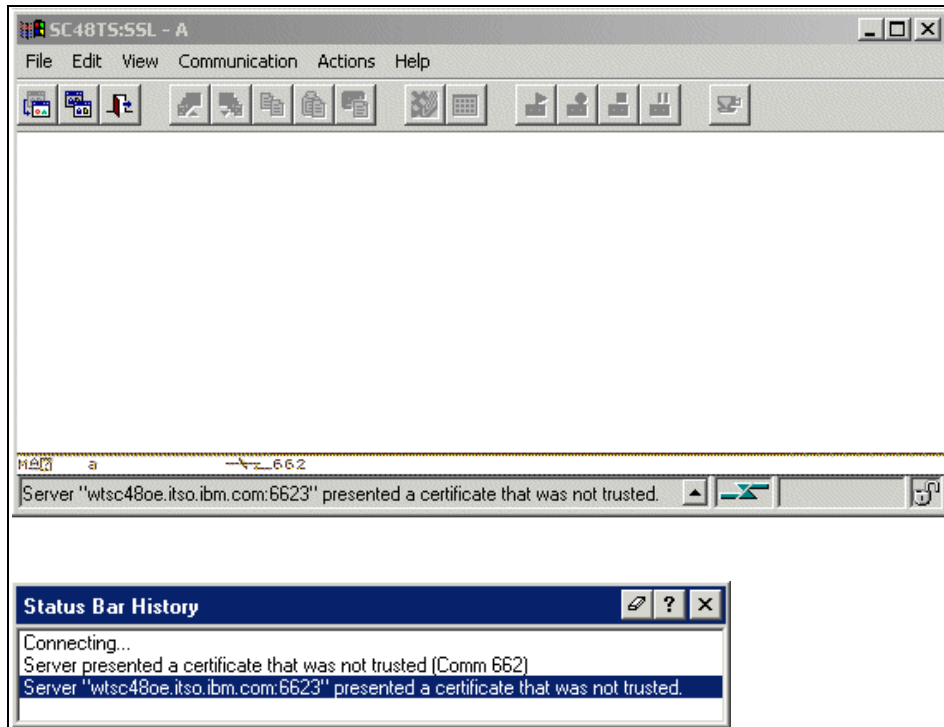 SC48TS:SSL - A
File Edit View Communication Actions Help
MA a 662
Server "wtsc48oe.itso.ibm.com:6623" presented a certificate that was not trusted.
Status Bar History
Connecting...
Server presented a certificate that was not trusted (Comm 662)
Server "wtsc48oe.itso.ibm.com:6623" presented a certificate that was not trusted.